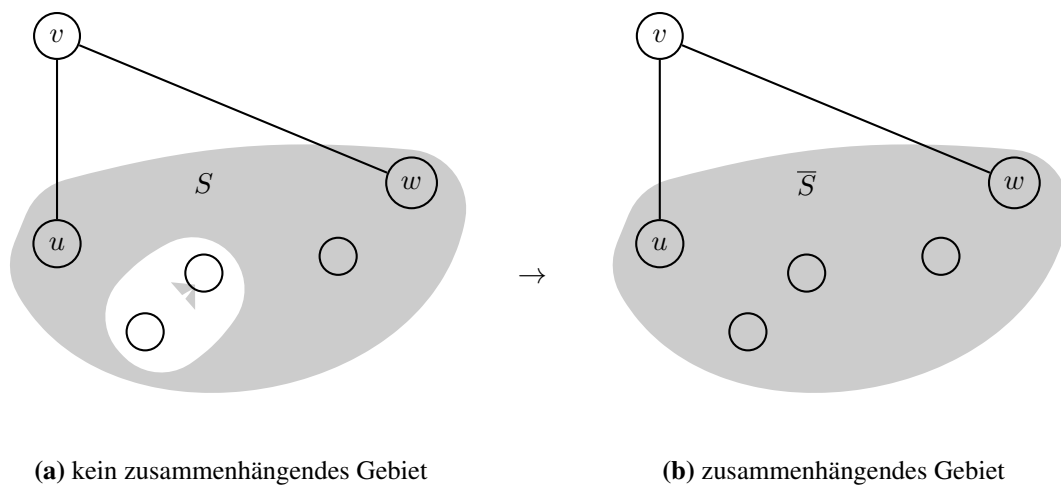 v
v
S
w
S̅
w
u
u
→
(a) kein zusammenhängendes Gebiet
(b) zusammenhängendes Gebiet